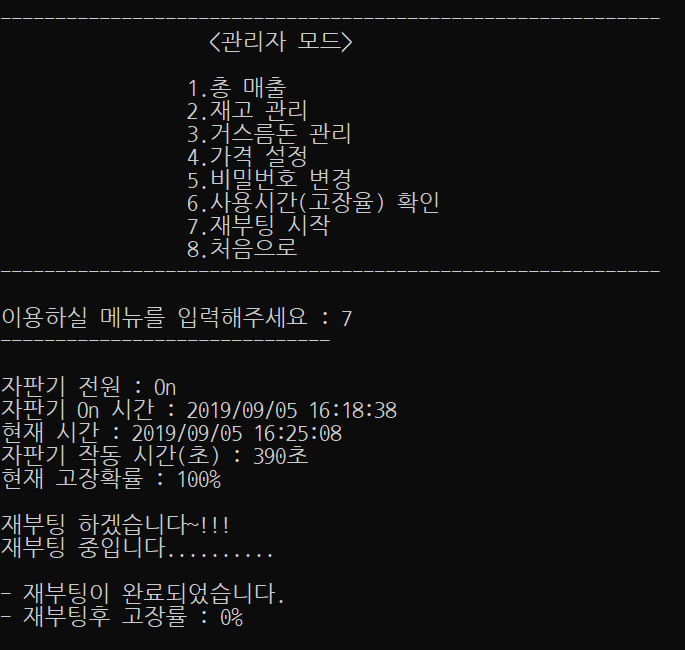 ------------------------------------------------------------
<관리자 모드>
1.총 매출
2.재고 관리
3.거스름돈 관리
4.가격 설정
5.비밀번호 변경
6.사용시간(고장율) 확인
7.재부팅 시작
8.처음으로
------------------------------------------------------------
이용하실 메뉴를 입력해주세요 : 7
------------------------------
자판기 전원 : On
자판기 On 시간 : 2019/09/05 16:18:38
현재 시간 : 2019/09/05 16:25:08
자판기 작동 시간(초) : 390초
현재 고장확률 : 100%
재부팅 하겠습니다~!!!
재부팅 중입니다..........
- 재부팅이 완료되었습니다.
- 재부팅후 고장률 : 0%